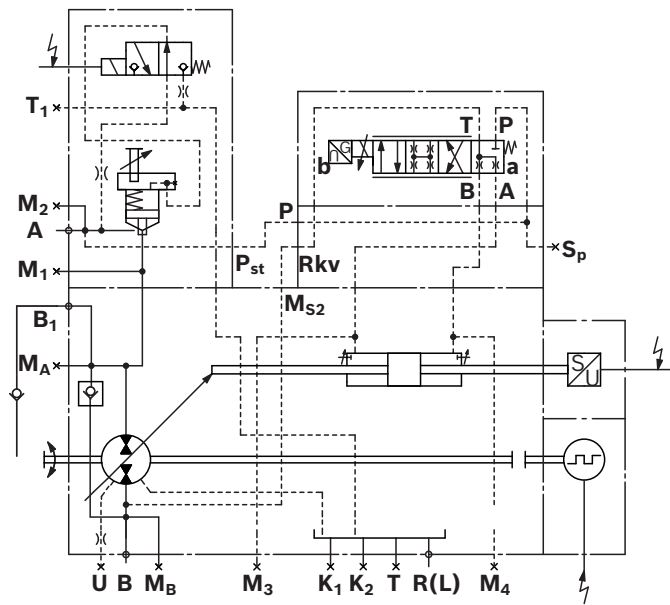 T1
T P
n G
b a
M2
B A
A
P
M1
Pst Rkv Sp
MS2
B1
MA
S
U
U B MB M3 K1 K2 T R(L) M4